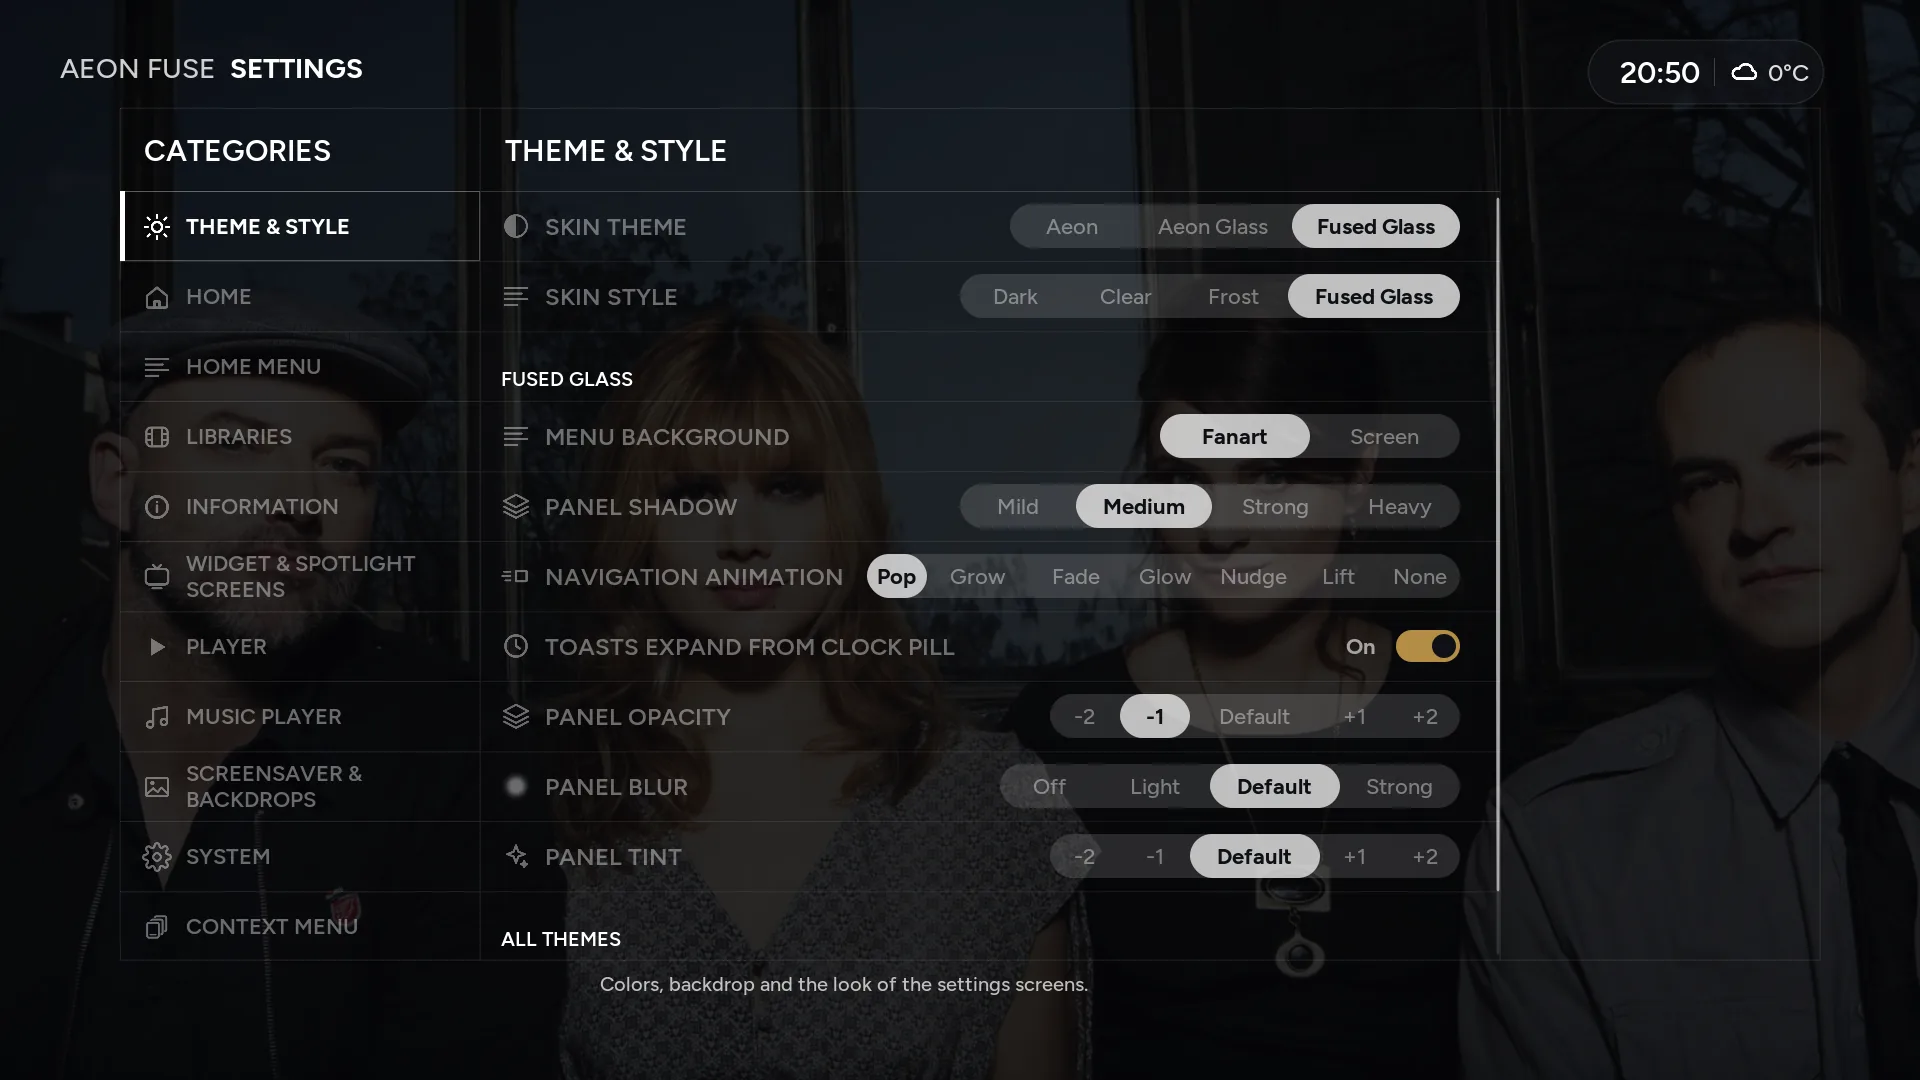 AEON FUSE SETTINGS
20:50 0°C
CATEGORIES
THEME & STYLE
HOME
HOME MENU
LIBRARIES
INFORMATION
WIDGET & SPOTLIGHT
SCREENS
PLAYER
MUSIC PLAYER
SCREENSAVER &
BACKDROPS
SYSTEM
CONTEXT MENU
THEME & STYLE
SKIN THEME Aeon Aeon Glass Fused Glass
SKIN STYLE Dark Clear Frost Fused Glass
FUSED GLASS
MENU BACKGROUND Fanart Screen
PANEL SHADOW Mild Medium Strong Heavy
NAVIGATION ANIMATION Pop Grow Fade Glow Nudge Lift None
TOASTS EXPAND FROM CLOCK PILL On
PANEL OPACITY -2 -1 Default +1 +2
PANEL BLUR Off Light Default Strong
PANEL TINT -2 -1 Default +1 +2
ALL THEMES
Colors, backdrop and the look of the settings screens.